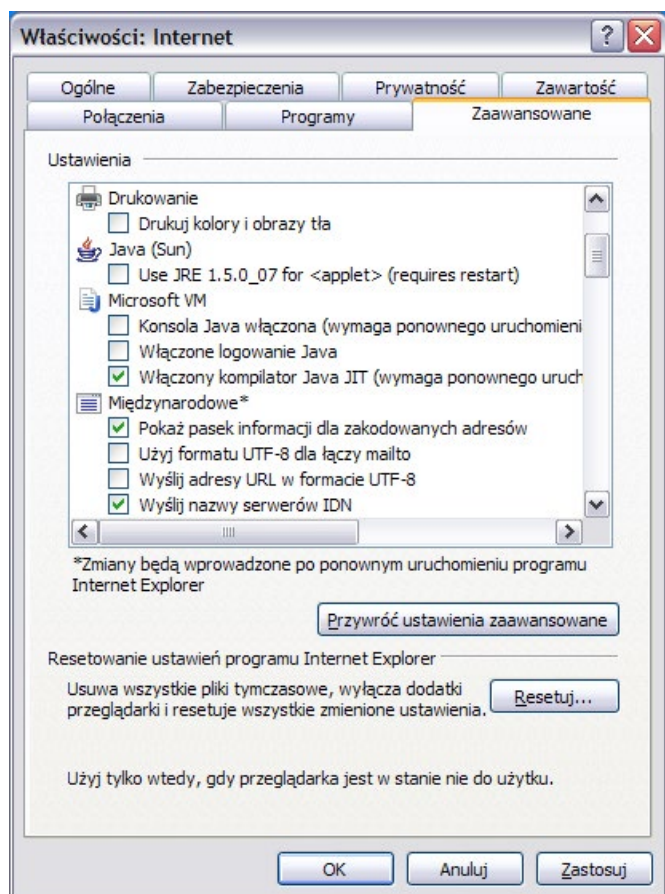 Właściwości: Internet
Ogólne Zabezpieczenia Prywatność Zawartość
Połączenia Programy Zaawansowane
Ustawienia
Drukowanie
Drukuj kolory i obrazy tła
Java (Sun)
Use JRE 1.5.0_07 for <applet> (requires restart)
Microsoft VM
Konsola Java włączona (wymaga ponownego uruchomieni
Włączone logowanie Java
Włączony kompilator Java JIT (wymaga ponownego uruch
Międzynarodowe*
Pokaż pasek informacji dla zakodowanych adresów
Użyj formatu UTF-8 dla łączy mailto
Wyślij adresy URL w formacie UTF-8
Wyślij nazwy serwerów IDN
*Zmiany będą wprowadzone po ponownym uruchomieniu programu
Internet Explorer
Przywróć ustawienia zaawansowane
Resetowanie ustawień programu Internet Explorer
Usuwa wszystkie pliki tymczasowe, wyłącza dodatki
przeglądarki i resetuje wszystkie zmienione ustawienia.
Resetuj...
Użyj tylko wtedy, gdy przeglądarka jest w stanie nie do użytku.
OK Anuluj Zastosuj